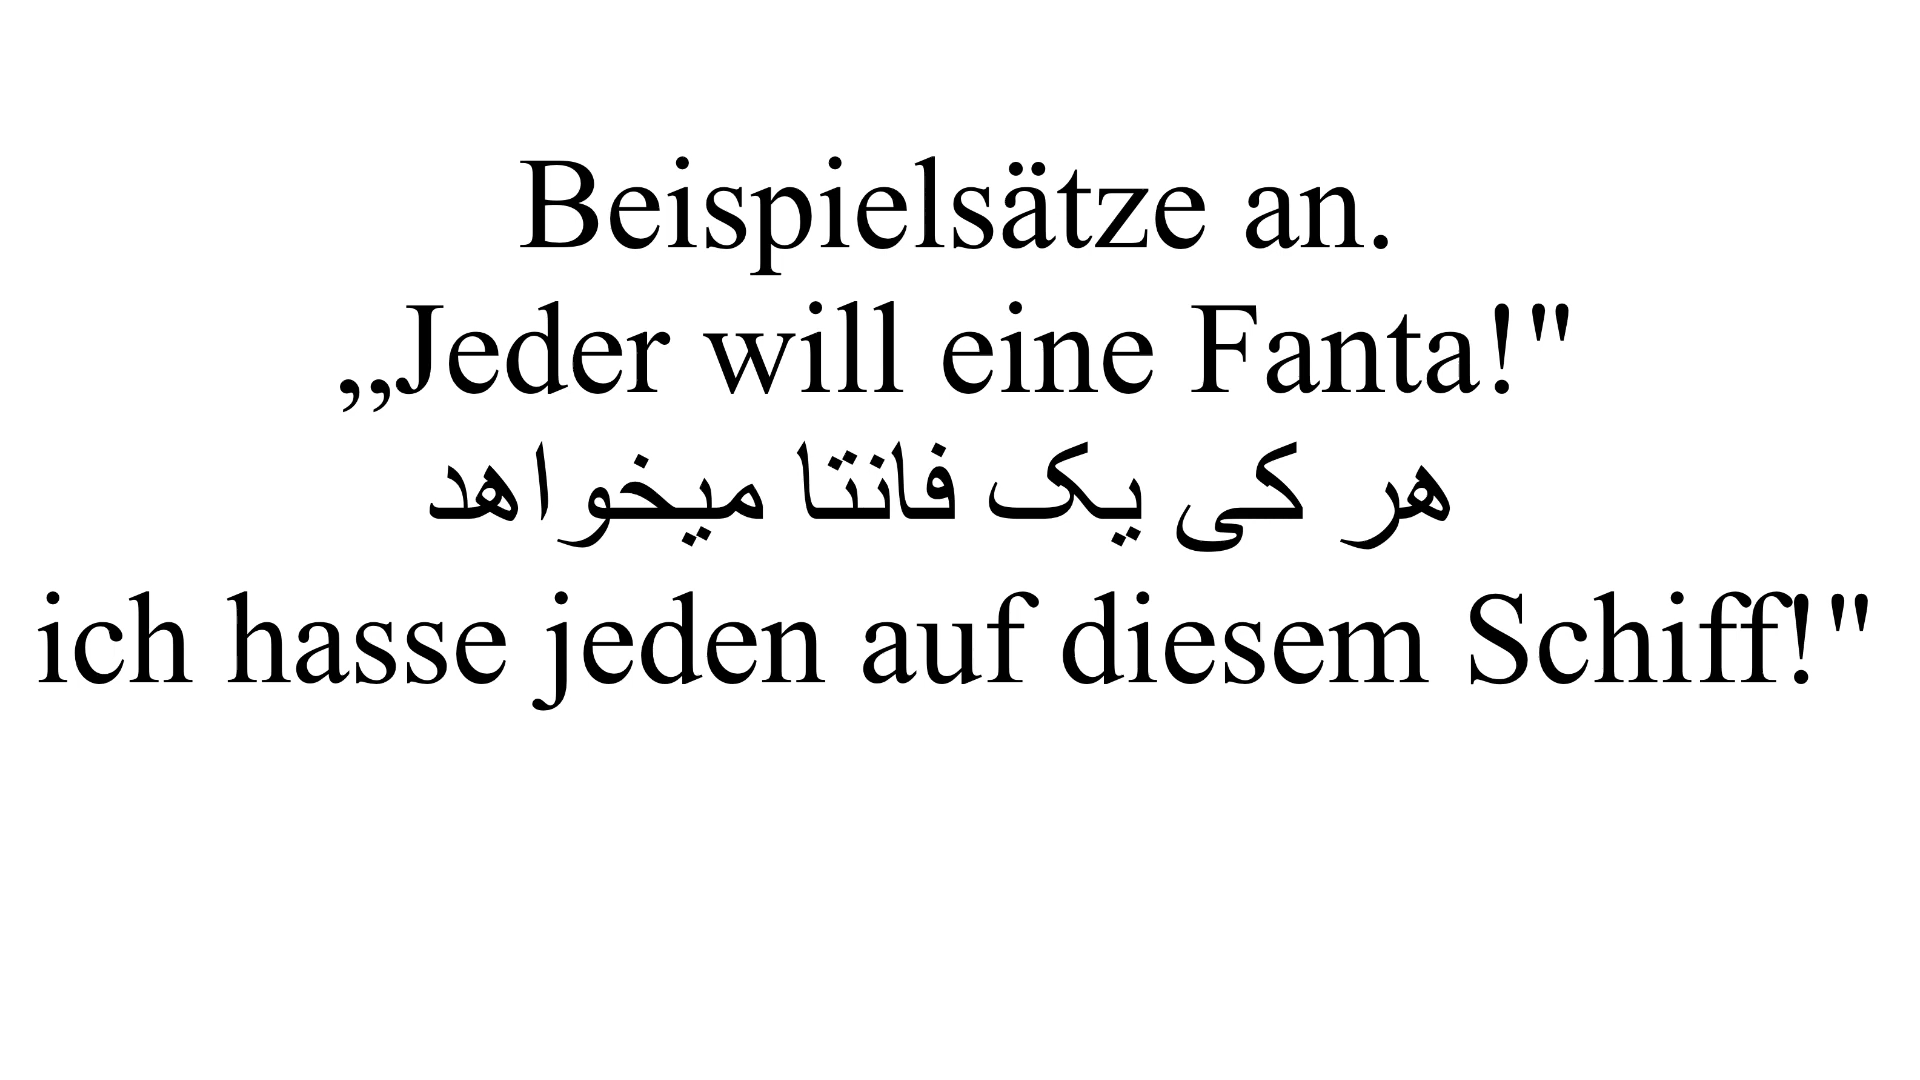 Beispielsätze an.
„Jeder will eine Fanta!"
هر کی یک فانتا میخواهد
ich hasse jeden auf diesem Schiff!"